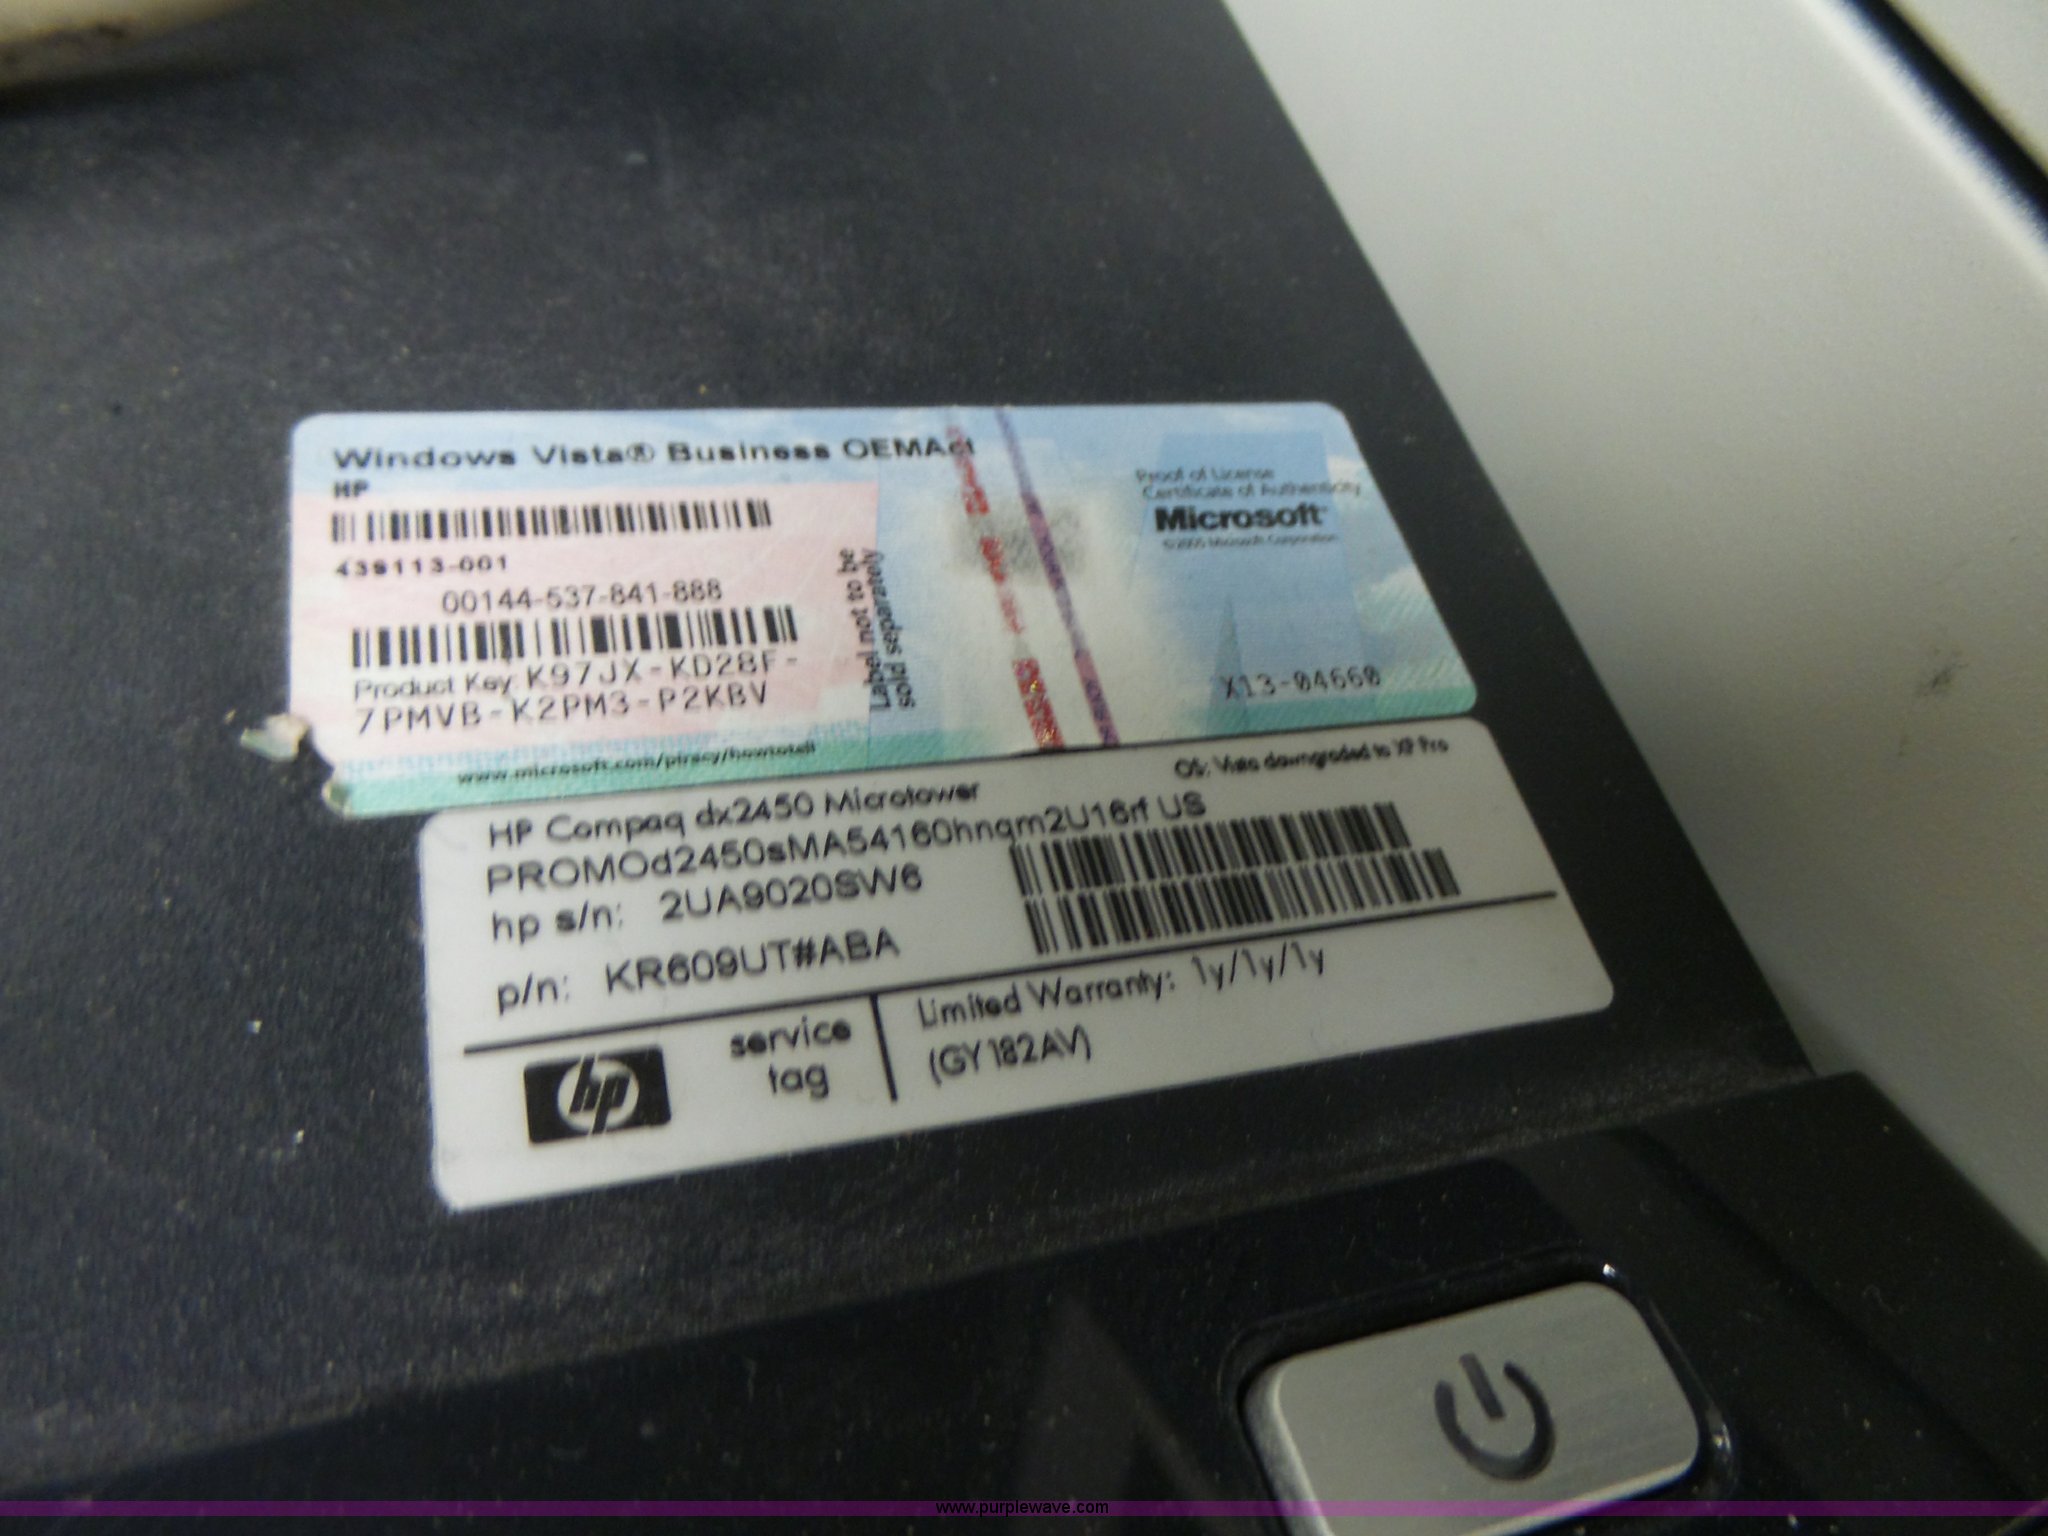 Windows Vista® Business OEMAct
HP
439113-001
00144-537-841-888
Product Key: K97JX-KD28F-
7PMVB-K2PM3-P2KBV
www.microsoft.com/piracy/howtotell
Label not to be
sold separately
Proof of License
Certificate of Authenticity
Microsoft
©2005 Microsoft Corporation
X13-04660
OS: Vista downgraded to XP Pro
HP Compaq dx2450 Microtower
PROMOd2450sMA54160hnqm2U16rf US
hp s/n: 2UA9020SW6
p/n: KR609UT#ABA
hp
service
tag
Limited Warranty: 1y/1y/1y
(GY182AV)
www.purplewave.com